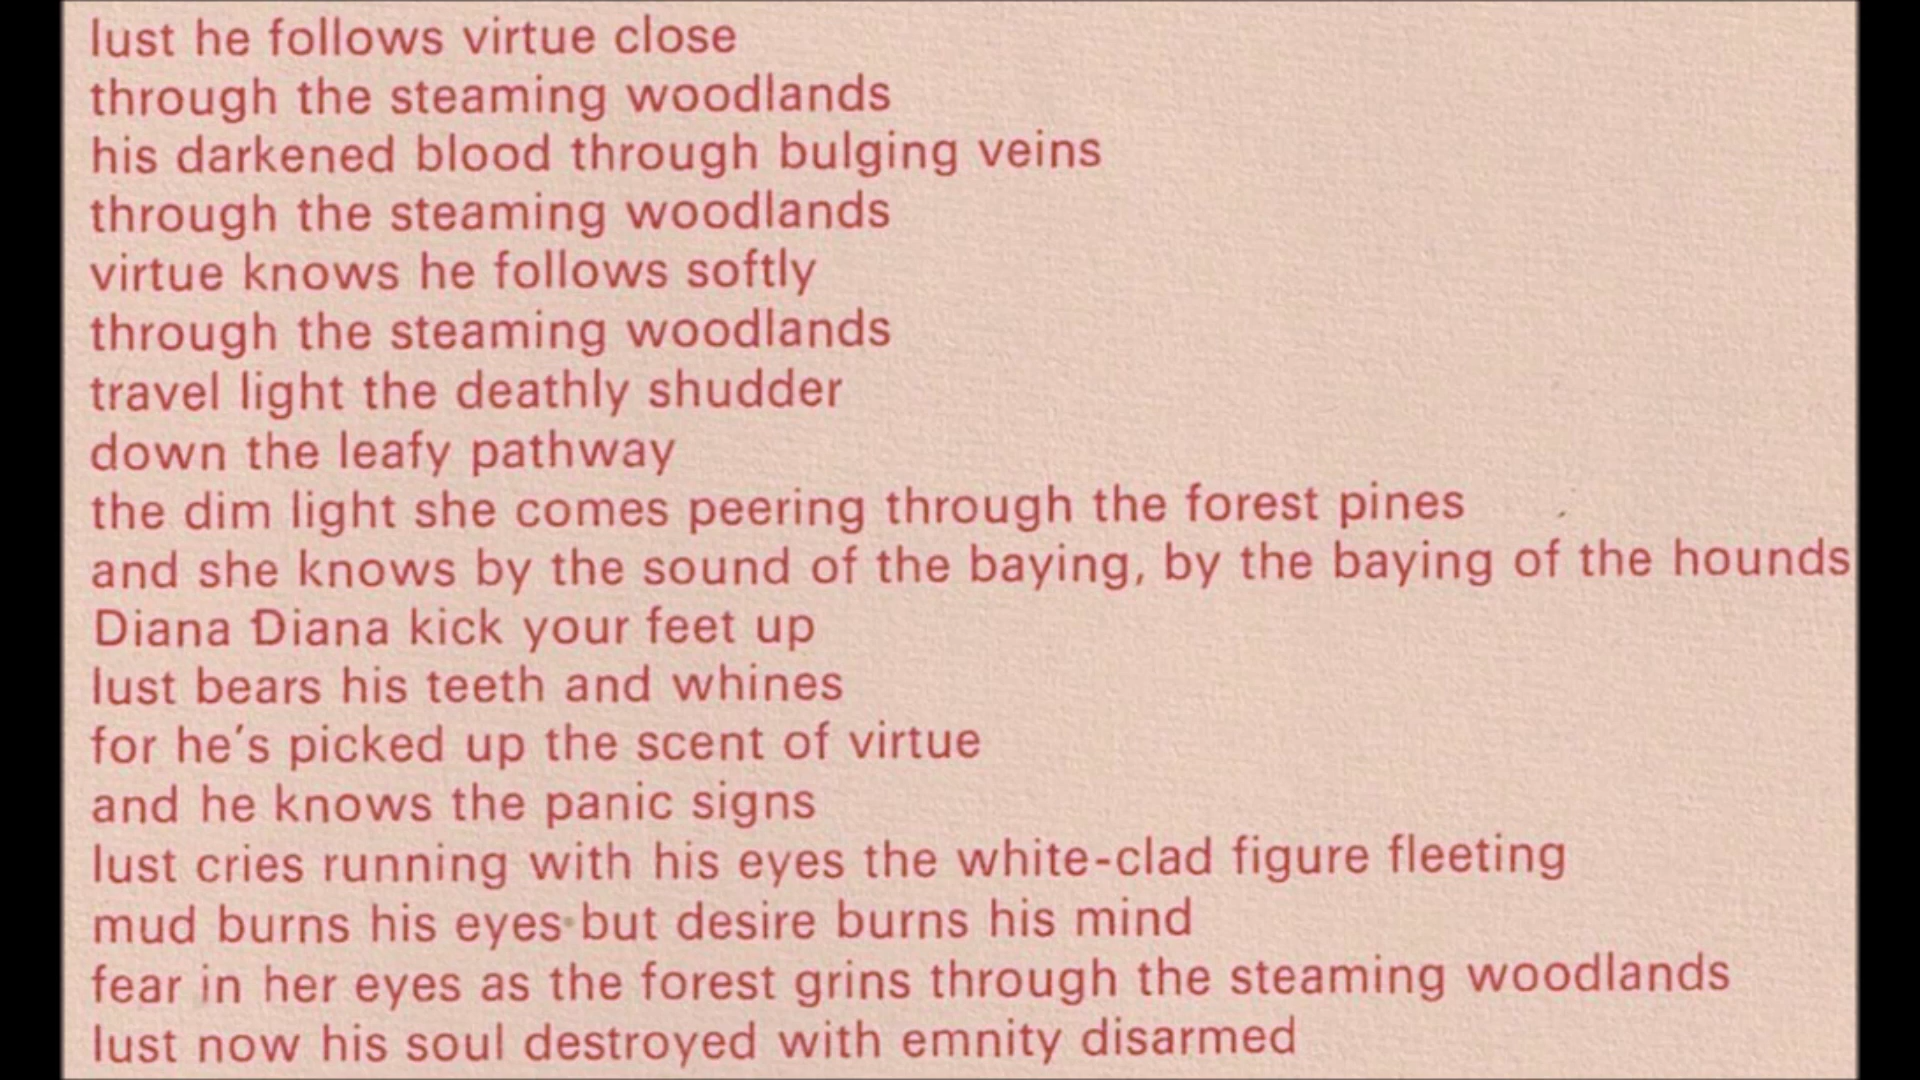 lust he follows virtue close
through the steaming woodlands
his darkened blood through bulging veins
through the steaming woodlands
virtue knows he follows softly
through the steaming woodlands
travel light the deathly shudder
down the leafy pathway
the dim light she comes peering through the forest pines
and she knows by the sound of the baying, by the baying of the hounds
Diana Diana kick your feet up
lust bears his teeth and whines
for he's picked up the scent of virtue
and he knows the panic signs
lust cries running with his eyes the white-clad figure fleeting
mud burns his eyes but desire burns his mind
fear in her eyes as the forest grins through the steaming woodlands
lust now his soul destroyed with emnity disarmed